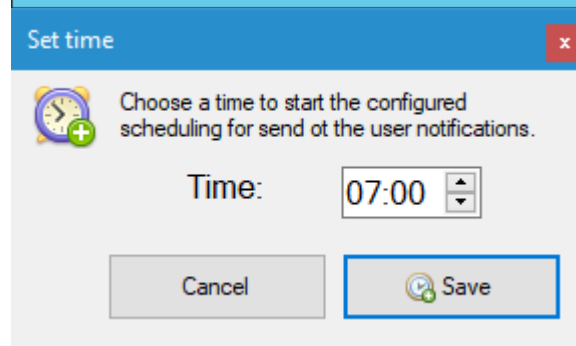 Set time
x
Choose a time to start the configured
scheduling for send ot the user notifications.
Time:
07:00
Cancel
Save